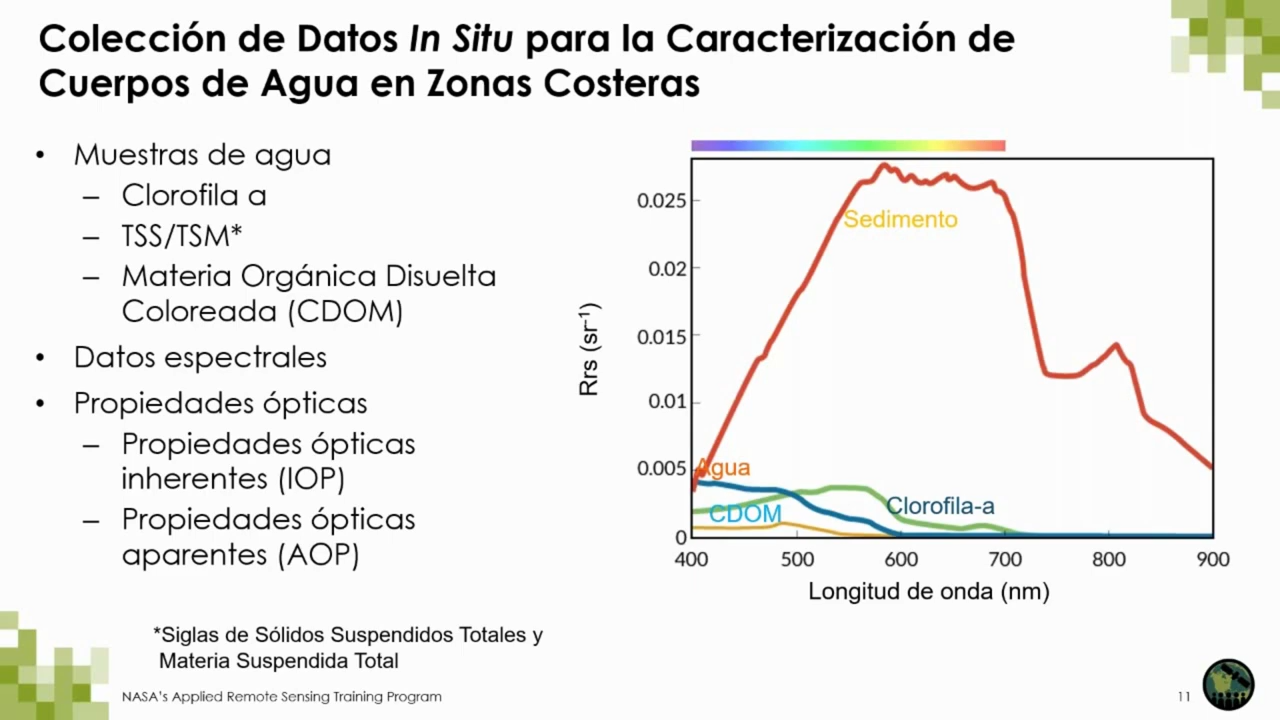 Colección de Datos In Situ para la Caracterización de
Cuerpos de Agua en Zonas Costeras
• Muestras de agua
– Clorofila a
– TSS/TSM*
– Materia Orgánica Disuelta
Coloreada (CDOM)
• Datos espectrales
• Propiedades ópticas
– Propiedades ópticas
inherentes (IOP)
– Propiedades ópticas
aparentes (AOP)
*Siglas de Sólidos Suspendidos Totales y
Materia Suspendida Total
Rrs (sr⁻¹)
0.025
0.02
0.015
0.01
0.005
0
Sedimento
Agua
CDOM
Clorofila-a
400 500 600 700 800 900
Longitud de onda (nm)
NASA's Applied Remote Sensing Training Program
11